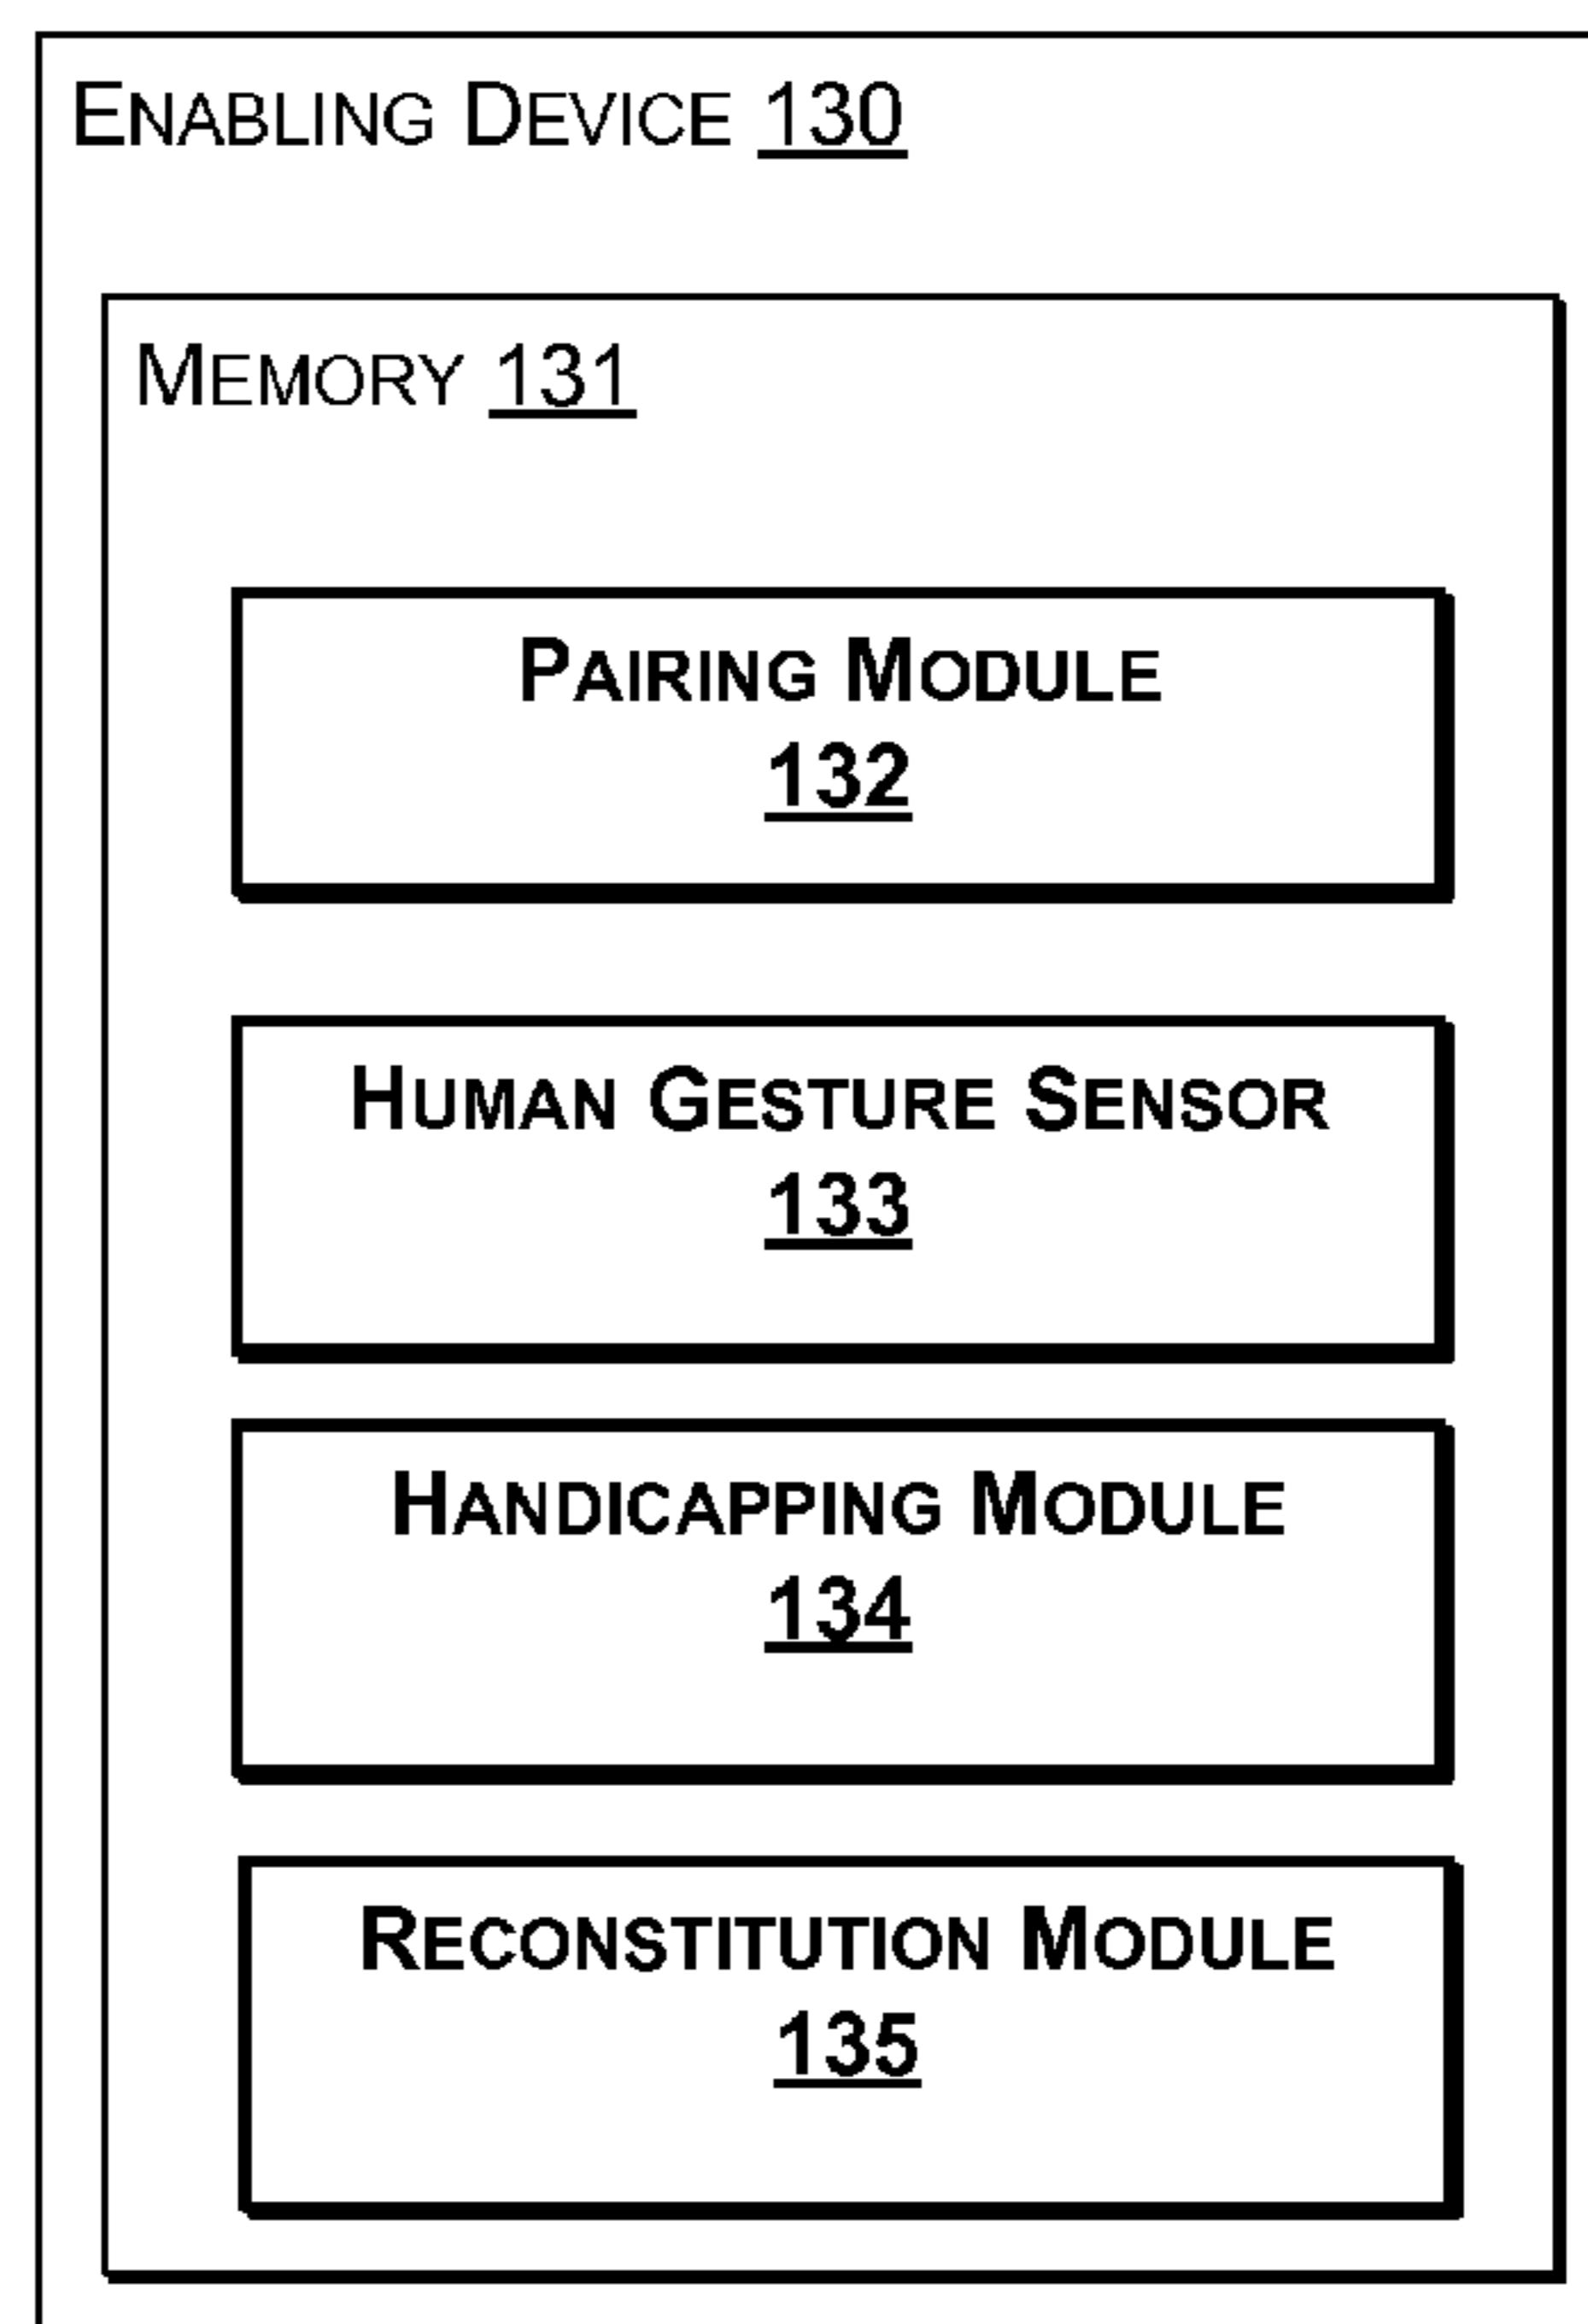 ENABLING DEVICE 130
MEMORY 131
PAIRING MODULE
132
HUMAN GESTURE SENSOR
133
HANDICAPPING MODULE
134
RECONSTITUTION MODULE
135